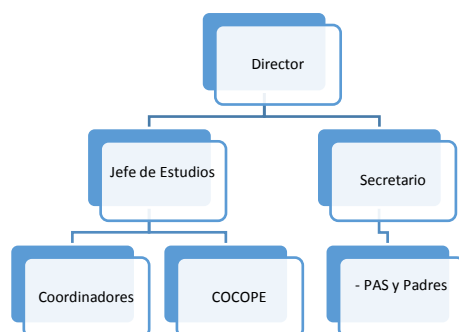 Director
Jefe de Estudios
Secretario
Coordinadores
COCOPE
- PAS y Padres